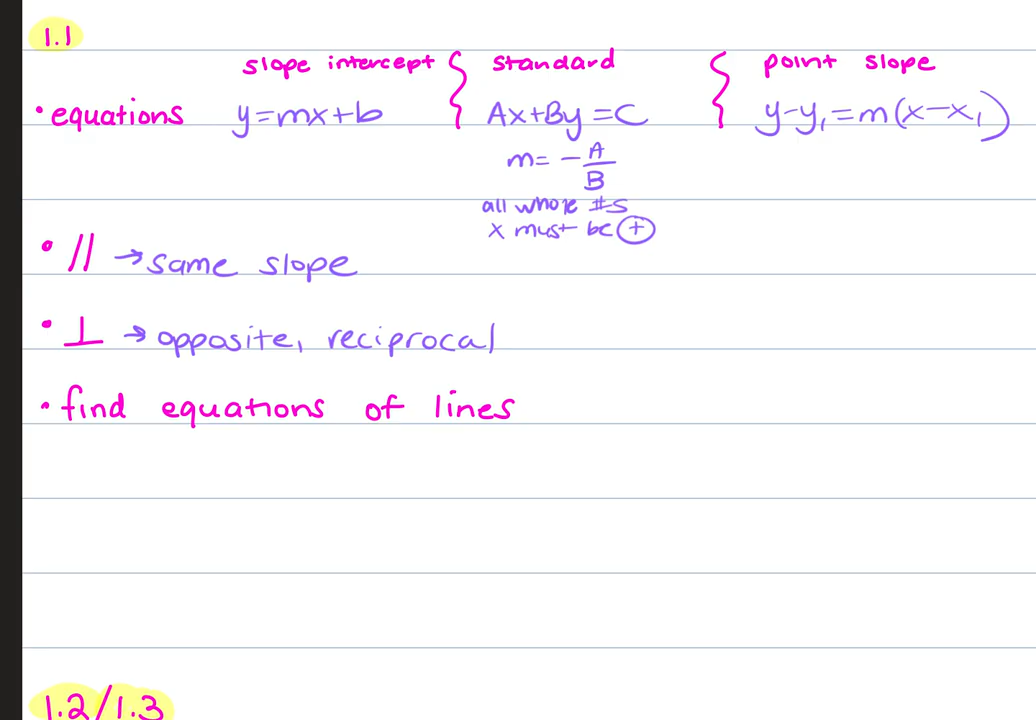 1.1
slope intercept { standard { point slope
• equations y=mx+b Ax+By=C y-y₁=m(x-x₁)
m= -A/B
all whole #s
x must be +
• // → same slope
• ⊥ → opposite, reciprocal
• find equations of lines
1.2/1.3